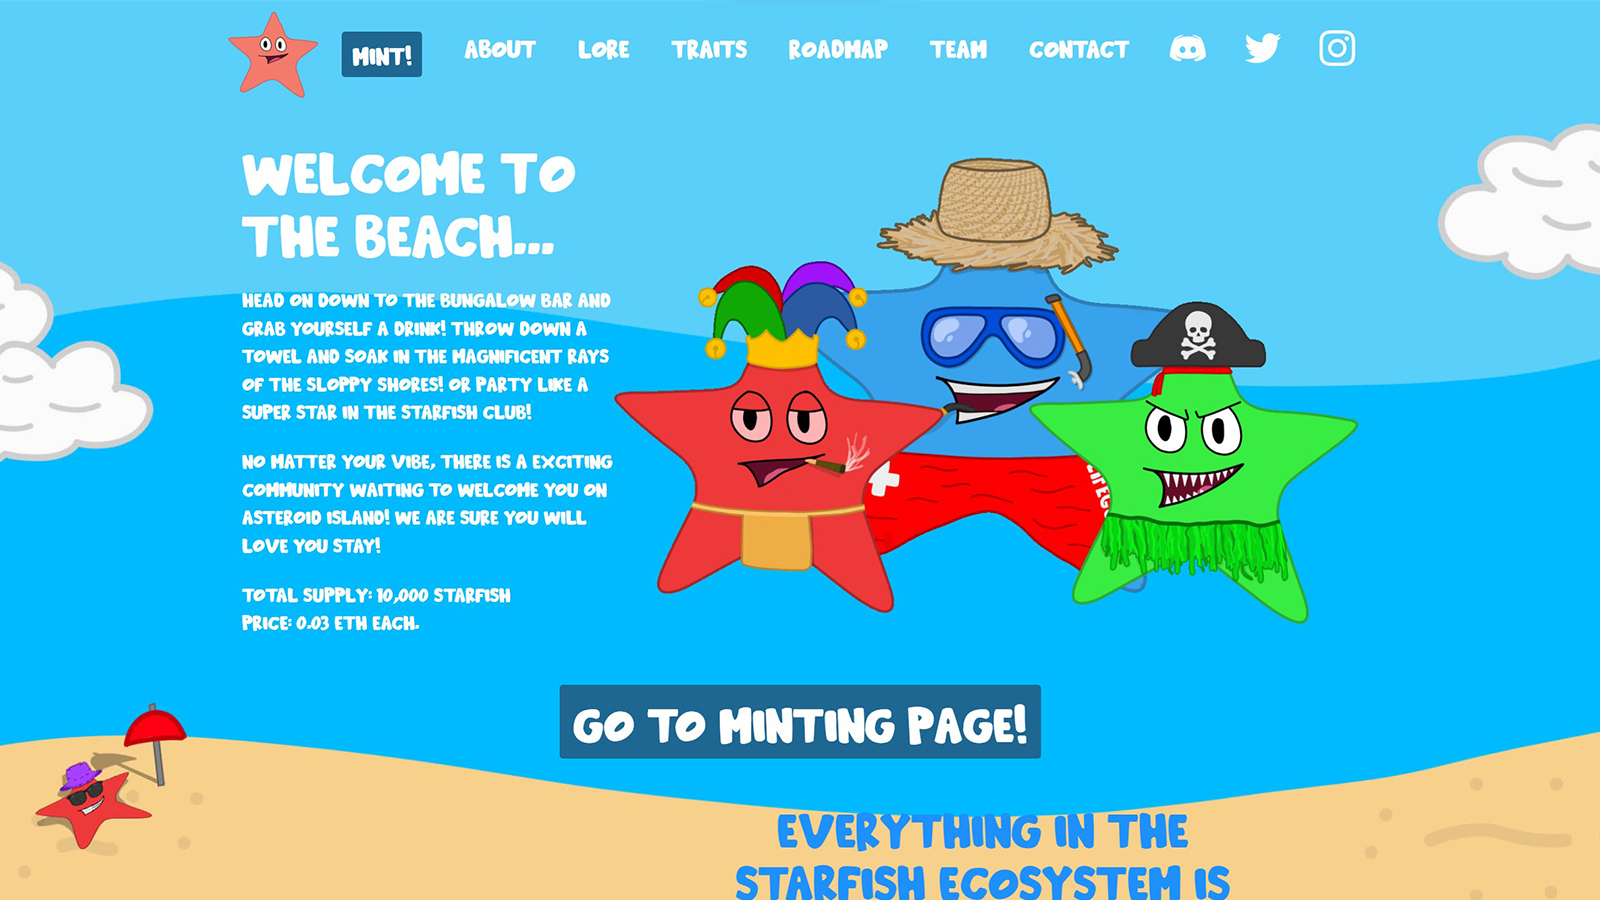 MINT!
ABOUT
LORE
TRAITS
ROADMAP
TEAM
CONTACT
WELCOME TO
THE BEACH...
HEAD ON DOWN TO THE BUNGALOW BAR AND
GRAB YOURSELF A DRINK! THROW DOWN A
TOWEL AND SOAK IN THE MAGNIFICENT RAYS
OF THE SLOPPY SHORES! OR PARTY LIKE A
SUPER STAR IN THE STARFISH CLUB!
NO MATTER YOUR VIBE, THERE IS A EXCITING
COMMUNITY WAITING TO WELCOME YOU ON
ASTEROID ISLAND! WE ARE SURE YOU WILL
LOVE YOU STAY!
TOTAL SUPPLY: 10,000 STARFISH
PRICE: 0.03 ETH EACH.
GO TO MINTING PAGE!
EVERYTHING IN THE
STARFISH ECOSYSTEM IS